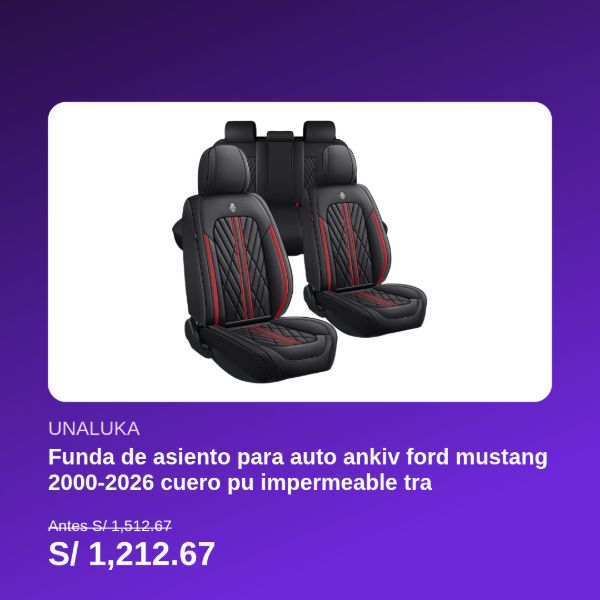 UNALUKA
Funda de asiento para auto ankiv ford mustang
2000-2026 cuero pu impermeable tra
Antes S/ 1,512.67
S/ 1,212.67